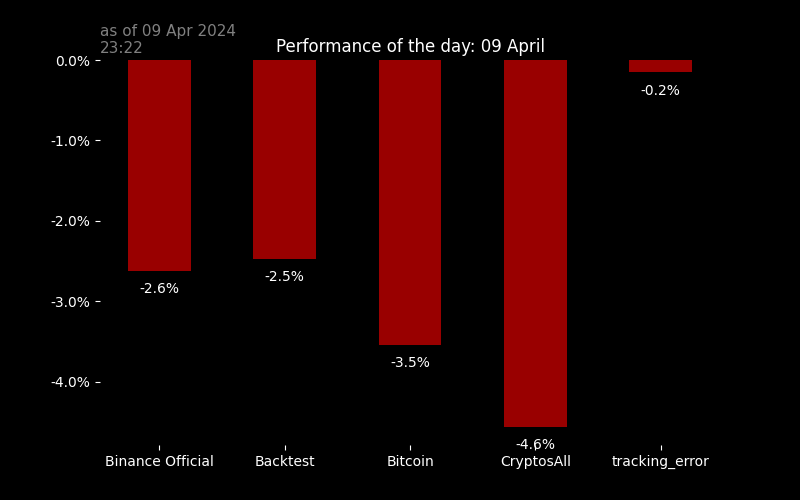 as of 09 Apr 2024
23:22
Performance of the day: 09 April
0.0%
-1.0%
-2.0%
-3.0%
-4.0%
-2.6%
-2.5%
-3.5%
-4.6%
-0.2%
Binance Official
Backtest
Bitcoin
CryptosAll
tracking_error